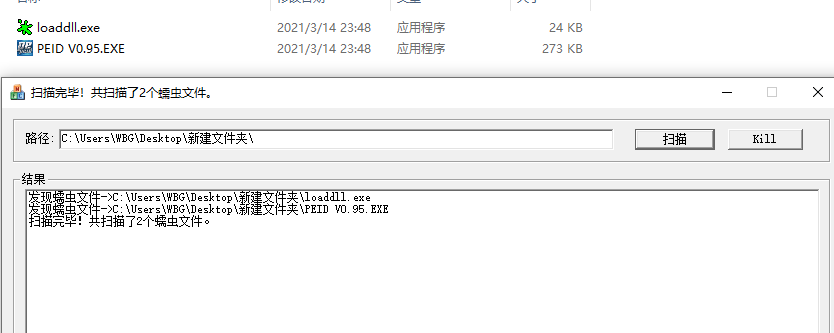 loaddll.exe 2021/3/14 23:48 应用程序 24 KB
PEID V0.95.EXE 2021/3/14 23:48 应用程序 273 KB
扫描完毕！共扫描了2个蠕虫文件。
路径: C:\Users\WBG\Desktop\新建文件夹\ 扫描 Kill
结果
发现蠕虫文件->C:\Users\WBG\Desktop\新建文件夹\loaddll.exe
发现蠕虫文件->C:\Users\WBG\Desktop\新建文件夹\PEID V0.95.EXE
扫描完毕！共扫描了2个蠕虫文件。